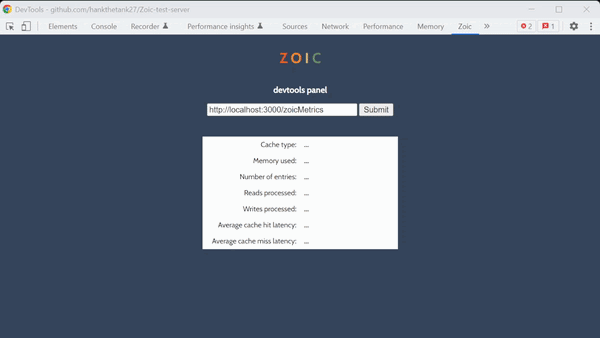 DevTools - github.com/hankthetank27/Zoic-test-server
Elements Console Recorder Performance insights Sources Network Performance Memory Zoic » 2 1
ZOIC
devtools panel
http://localhost:3000/zoicMetrics Submit
Cache type: ...
Memory used: ...
Number of entries: ...
Reads processed: ...
Writes processed: ...
Average cache hit latency: ...
Average cache miss latency: ...